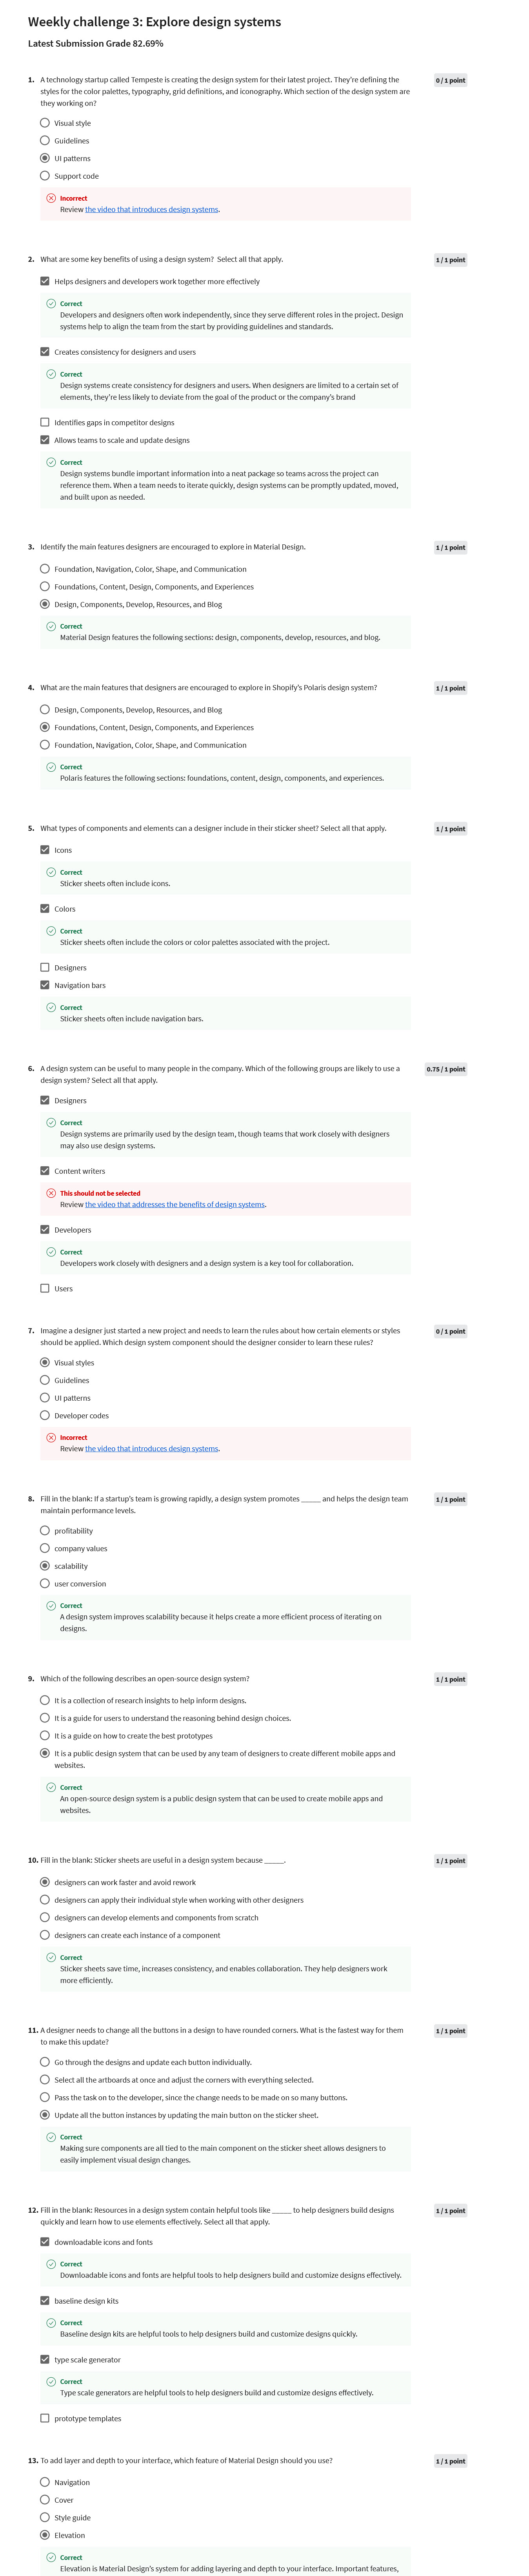 Weekly challenge 3: Explore design systems
Latest Submission Grade 82.69%
1. A technology startup called Tempeste is creating the design system for their latest project. They're defining the
styles for the color palettes, typography, grid definitions, and iconography. Which section of the design system are
they working on?
0 / 1 point
Visual style
Guidelines
UI patterns
Support code
Incorrect
Review the video that introduces design systems.
2. What are some key benefits of using a design system? Select all that apply.
1 / 1 point
Helps designers and developers work together more effectively
Correct
Developers and designers often work independently, since they serve different roles in the project. Design
systems help to align the team from the start by providing guidelines and standards.
Creates consistency for designers and users
Correct
Design systems create consistency for designers and users. When designers are limited to a certain set of
elements, they're less likely to deviate from the goal of the product or the company's brand
Identifies gaps in competitor designs
Allows teams to scale and update designs
Correct
Design systems bundle important information into a neat package so teams across the project can
reference them. When a team needs to iterate quickly, design systems can be promptly updated, moved,
and built upon as needed.
3. Identify the main features designers are encouraged to explore in Material Design.
1 / 1 point
Foundation, Navigation, Color, Shape, and Communication
Foundations, Content, Design, Components, and Experiences
Design, Components, Develop, Resources, and Blog
Correct
Material Design features the following sections: design, components, develop, resources, and blog.
4. What are the main features that designers are encouraged to explore in Shopify's Polaris design system?
1 / 1 point
Design, Components, Develop, Resources, and Blog
Foundations, Content, Design, Components, and Experiences
Foundation, Navigation, Color, Shape, and Communication
Correct
Polaris features the following sections: foundations, content, design, components, and experiences.
5. What types of components and elements can a designer include in their sticker sheet? Select all that apply.
1 / 1 point
Icons
Correct
Sticker sheets often include icons.
Colors
Correct
Sticker sheets often include the colors or color palettes associated with the project.
Designers
Navigation bars
Correct
Sticker sheets often include navigation bars.
6. A design system can be useful to many people in the company. Which of the following groups are likely to use a
design system? Select all that apply.
0.75 / 1 point
Designers
Correct
Design systems are primarily used by the design team, though teams that work closely with designers
may also use design systems.
Content writers
This should not be selected
Review the video that addresses the benefits of design systems.
Developers
Correct
Developers work closely with designers and a design system is a key tool for collaboration.
Users
7. Imagine a designer just started a new project and needs to learn the rules about how certain elements or styles
should be applied. Which design system component should the designer consider to learn these rules?
0 / 1 point
Visual styles
Guidelines
UI patterns
Developer codes
Incorrect
Review the video that introduces design systems.
8. Fill in the blank: If a startup's team is growing rapidly, a design system promotes _____ and helps the design team
maintain performance levels.
1 / 1 point
profitability
company values
scalability
user conversion
Correct
A design system improves scalability because it helps create a more efficient process of iterating on
designs.
9. Which of the following describes an open-source design system?
1 / 1 point
It is a collection of research insights to help inform designs.
It is a guide for users to understand the reasoning behind design choices.
It is a guide on how to create the best prototypes
It is a public design system that can be used by any team of designers to create different mobile apps and
websites.
Correct
An open-source design system is a public design system that can be used to create mobile apps and
websites.
10. Fill in the blank: Sticker sheets are useful in a design system because _____.
1 / 1 point
designers can work faster and avoid rework
designers can apply their individual style when working with other designers
designers can develop elements and components from scratch
designers can create each instance of a component
Correct
Sticker sheets save time, increases consistency, and enables collaboration. They help designers work
more efficiently.
11. A designer needs to change all the buttons in a design to have rounded corners. What is the fastest way for them
to make this update?
1 / 1 point
Go through the designs and update each button individually.
Select all the artboards at once and adjust the corners with everything selected.
Pass the task on to the developer, since the change needs to be made on so many buttons.
Update all the button instances by updating the main button on the sticker sheet.
Correct
Making sure components are all tied to the main component on the sticker sheet allows designers to
easily implement visual design changes.
12. Fill in the blank: Resources in a design system contain helpful tools like _____ to help designers build designs
quickly and learn how to use elements effectively. Select all that apply.
1 / 1 point
downloadable icons and fonts
Correct
Downloadable icons and fonts are helpful tools to help designers build and customize designs effectively.
baseline design kits
Correct
Baseline design kits are helpful tools to help designers build and customize designs quickly.
type scale generator
Correct
Type scale generators are helpful tools to help designers build and customize designs effectively.
prototype templates
13. To add layer and depth to your interface, which feature of Material Design should you use?
1 / 1 point
Navigation
Cover
Style guide
Elevation
Correct
Elevation is Material Design's system for adding layering and depth to your interface. Important features,